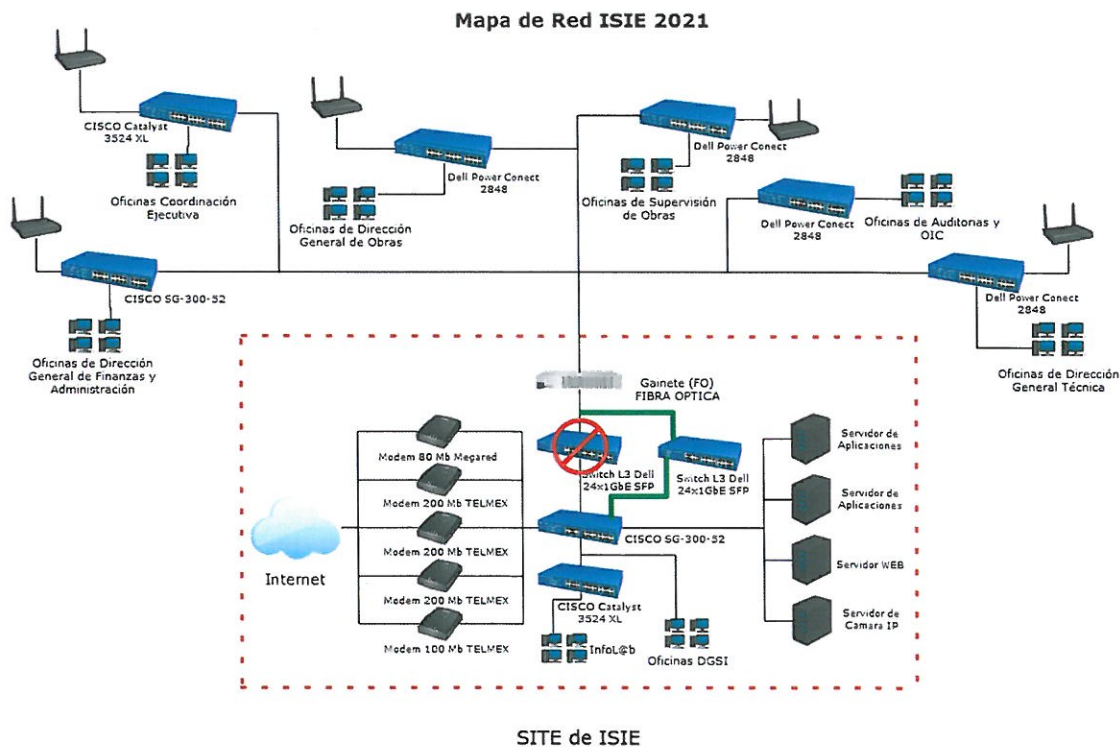 Mapa de Red ISIE 2021
CISCO Catalyst
3524 XL
Oficinas Coordinación
Ejecutiva
Dell Power Conect
2848
Oficinas de Dirección
General de Obras
Dell Power Conect
2848
Oficinas de Supervisión
de Obras
Dell Power Conect
2848
Oficinas de Auditorias y
OIC
CISCO SG-300-52
Oficinas de Dirección
General de Finanzas y
Administración
Dell Power Conect
2848
Oficinas de Dirección
General Técnica
Gainete (FO)
FIBRA OPTICA
Modem 80 Mb Megared
Modem 200 Mb TELMEX
Modem 200 Mb TELMEX
Modem 200 Mb TELMEX
Modem 100 Mb TELMEX
Internet
Switch L3 Dell
24x1GbE SFP
Switch L3 Dell
24x1GbE SFP
CISCO SG-300-52
CISCO Catalyst
3524 XL
InfoL@b
Oficinas DGSI
Servidor de
Aplicaciones
Servidor de
Aplicaciones
Servidor WEB
Servidor de
Camara IP
SITE de ISIE